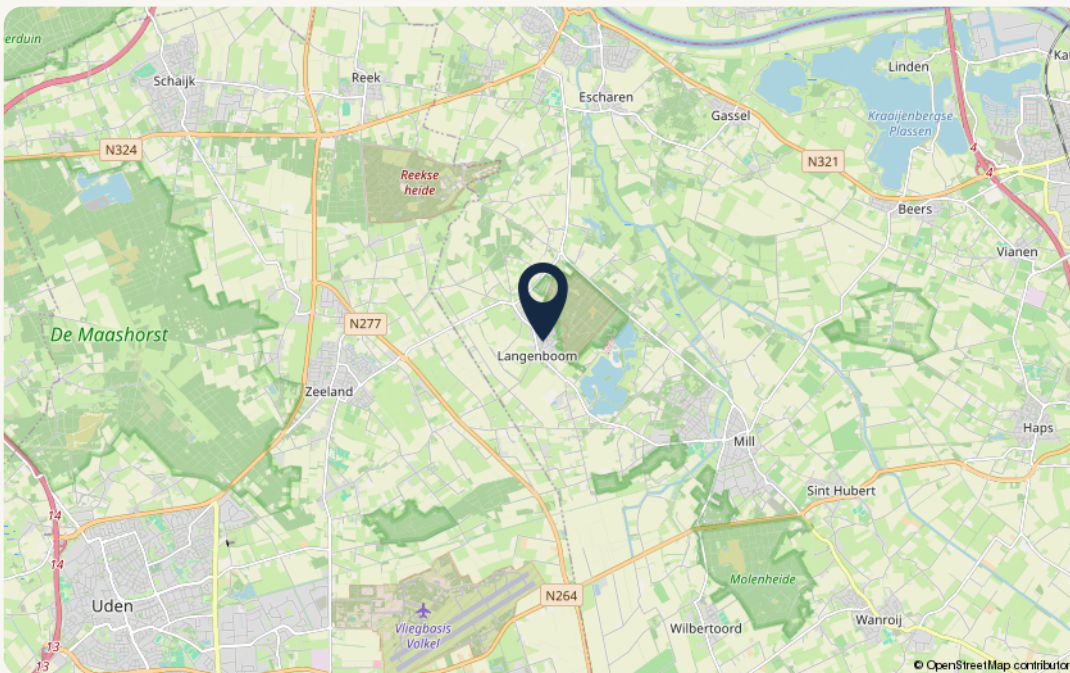 erduin
Schaijk
Reek
Escharen
Linden
Kraaijenbergse
Plassen
Gassel
N324
N321
4
4
Reekse
heide
Beers
Vianen
De Maashorst
N277
Langenboom
Zeeland
Mill
Haps
Sint Hubert
14
14
Uden
N264
Molenheide
Vliegbasis
Volkel
Wilbertoord
Wanroij
13
13
© OpenStreetMap contributor